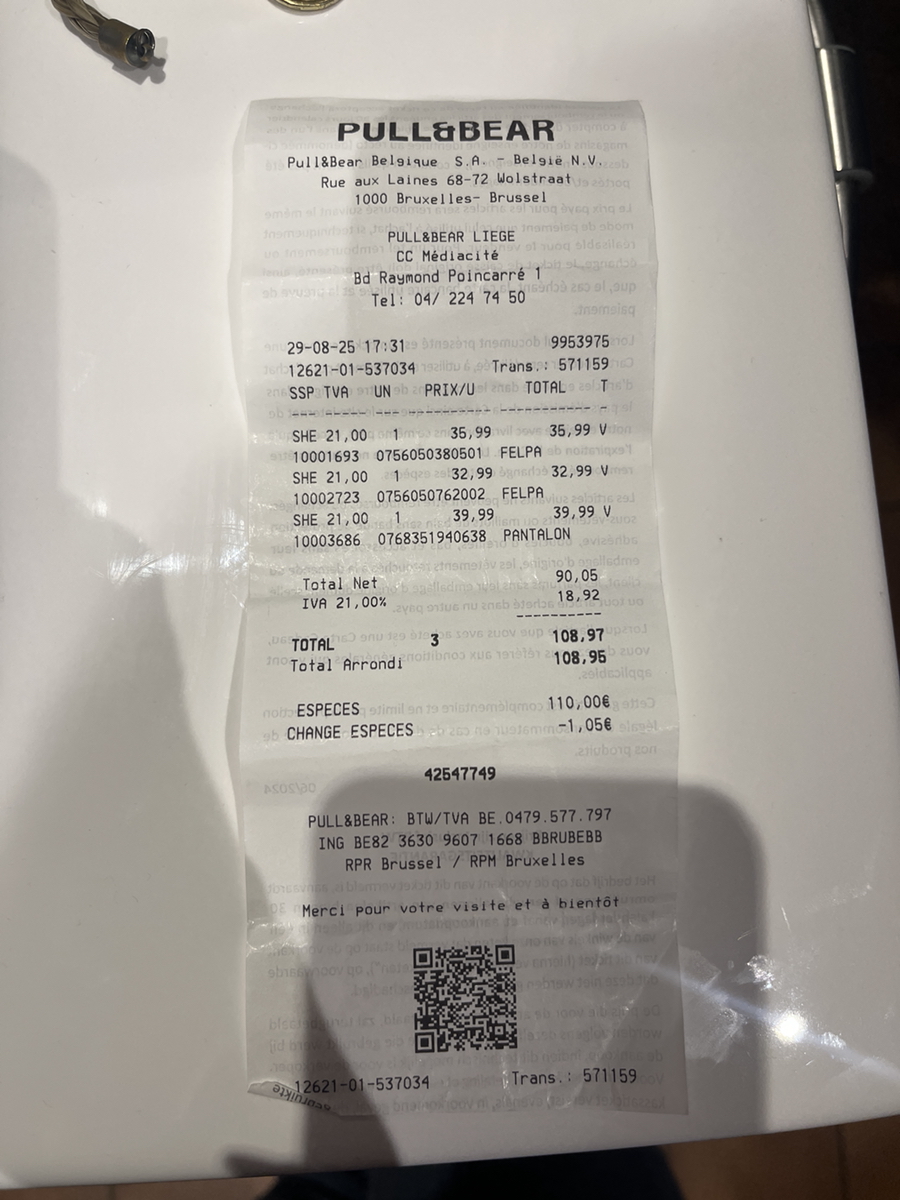 PULL&BEAR
Pull&Bear Belgique S.A. - België N.V.
Rue aux Laines 68-72 Wolstraat
1000 Bruxelles- Brussel
PULL&BEAR LIEGE
CC Médiacité
Bd Raymond Poincarré 1
Tel: 04/ 224 74 50
29-08-25 17:31 9953975
12621-01-537034 Trans.: 571159
SSP TVA UN PRIX/U TOTAL T
SHE 21,00 1 35,99 35,99 V
10001693 0756050380501 FELPA
SHE 21,00 1 32,99 32,99 V
10002723 0756050762002 FELPA
SHE 21,00 1 39,99 39,99 V
10003686 0768351940638 PANTALON
Total Net 90,05
IVA 21,00% 18,92
TOTAL 3 108,97
Total Arrondi 108,95
ESPECES 110,00€
CHANGE ESPECES -1,05€
42547749
PULL&BEAR: BTW/TVA BE.0479.577.797
ING BE82 3630 9607 1668 BBRUBEBB
RPR Brussel / RPM Bruxelles
Merci pour votre visite et à bientôt
12621-01-537034 Trans.: 571159